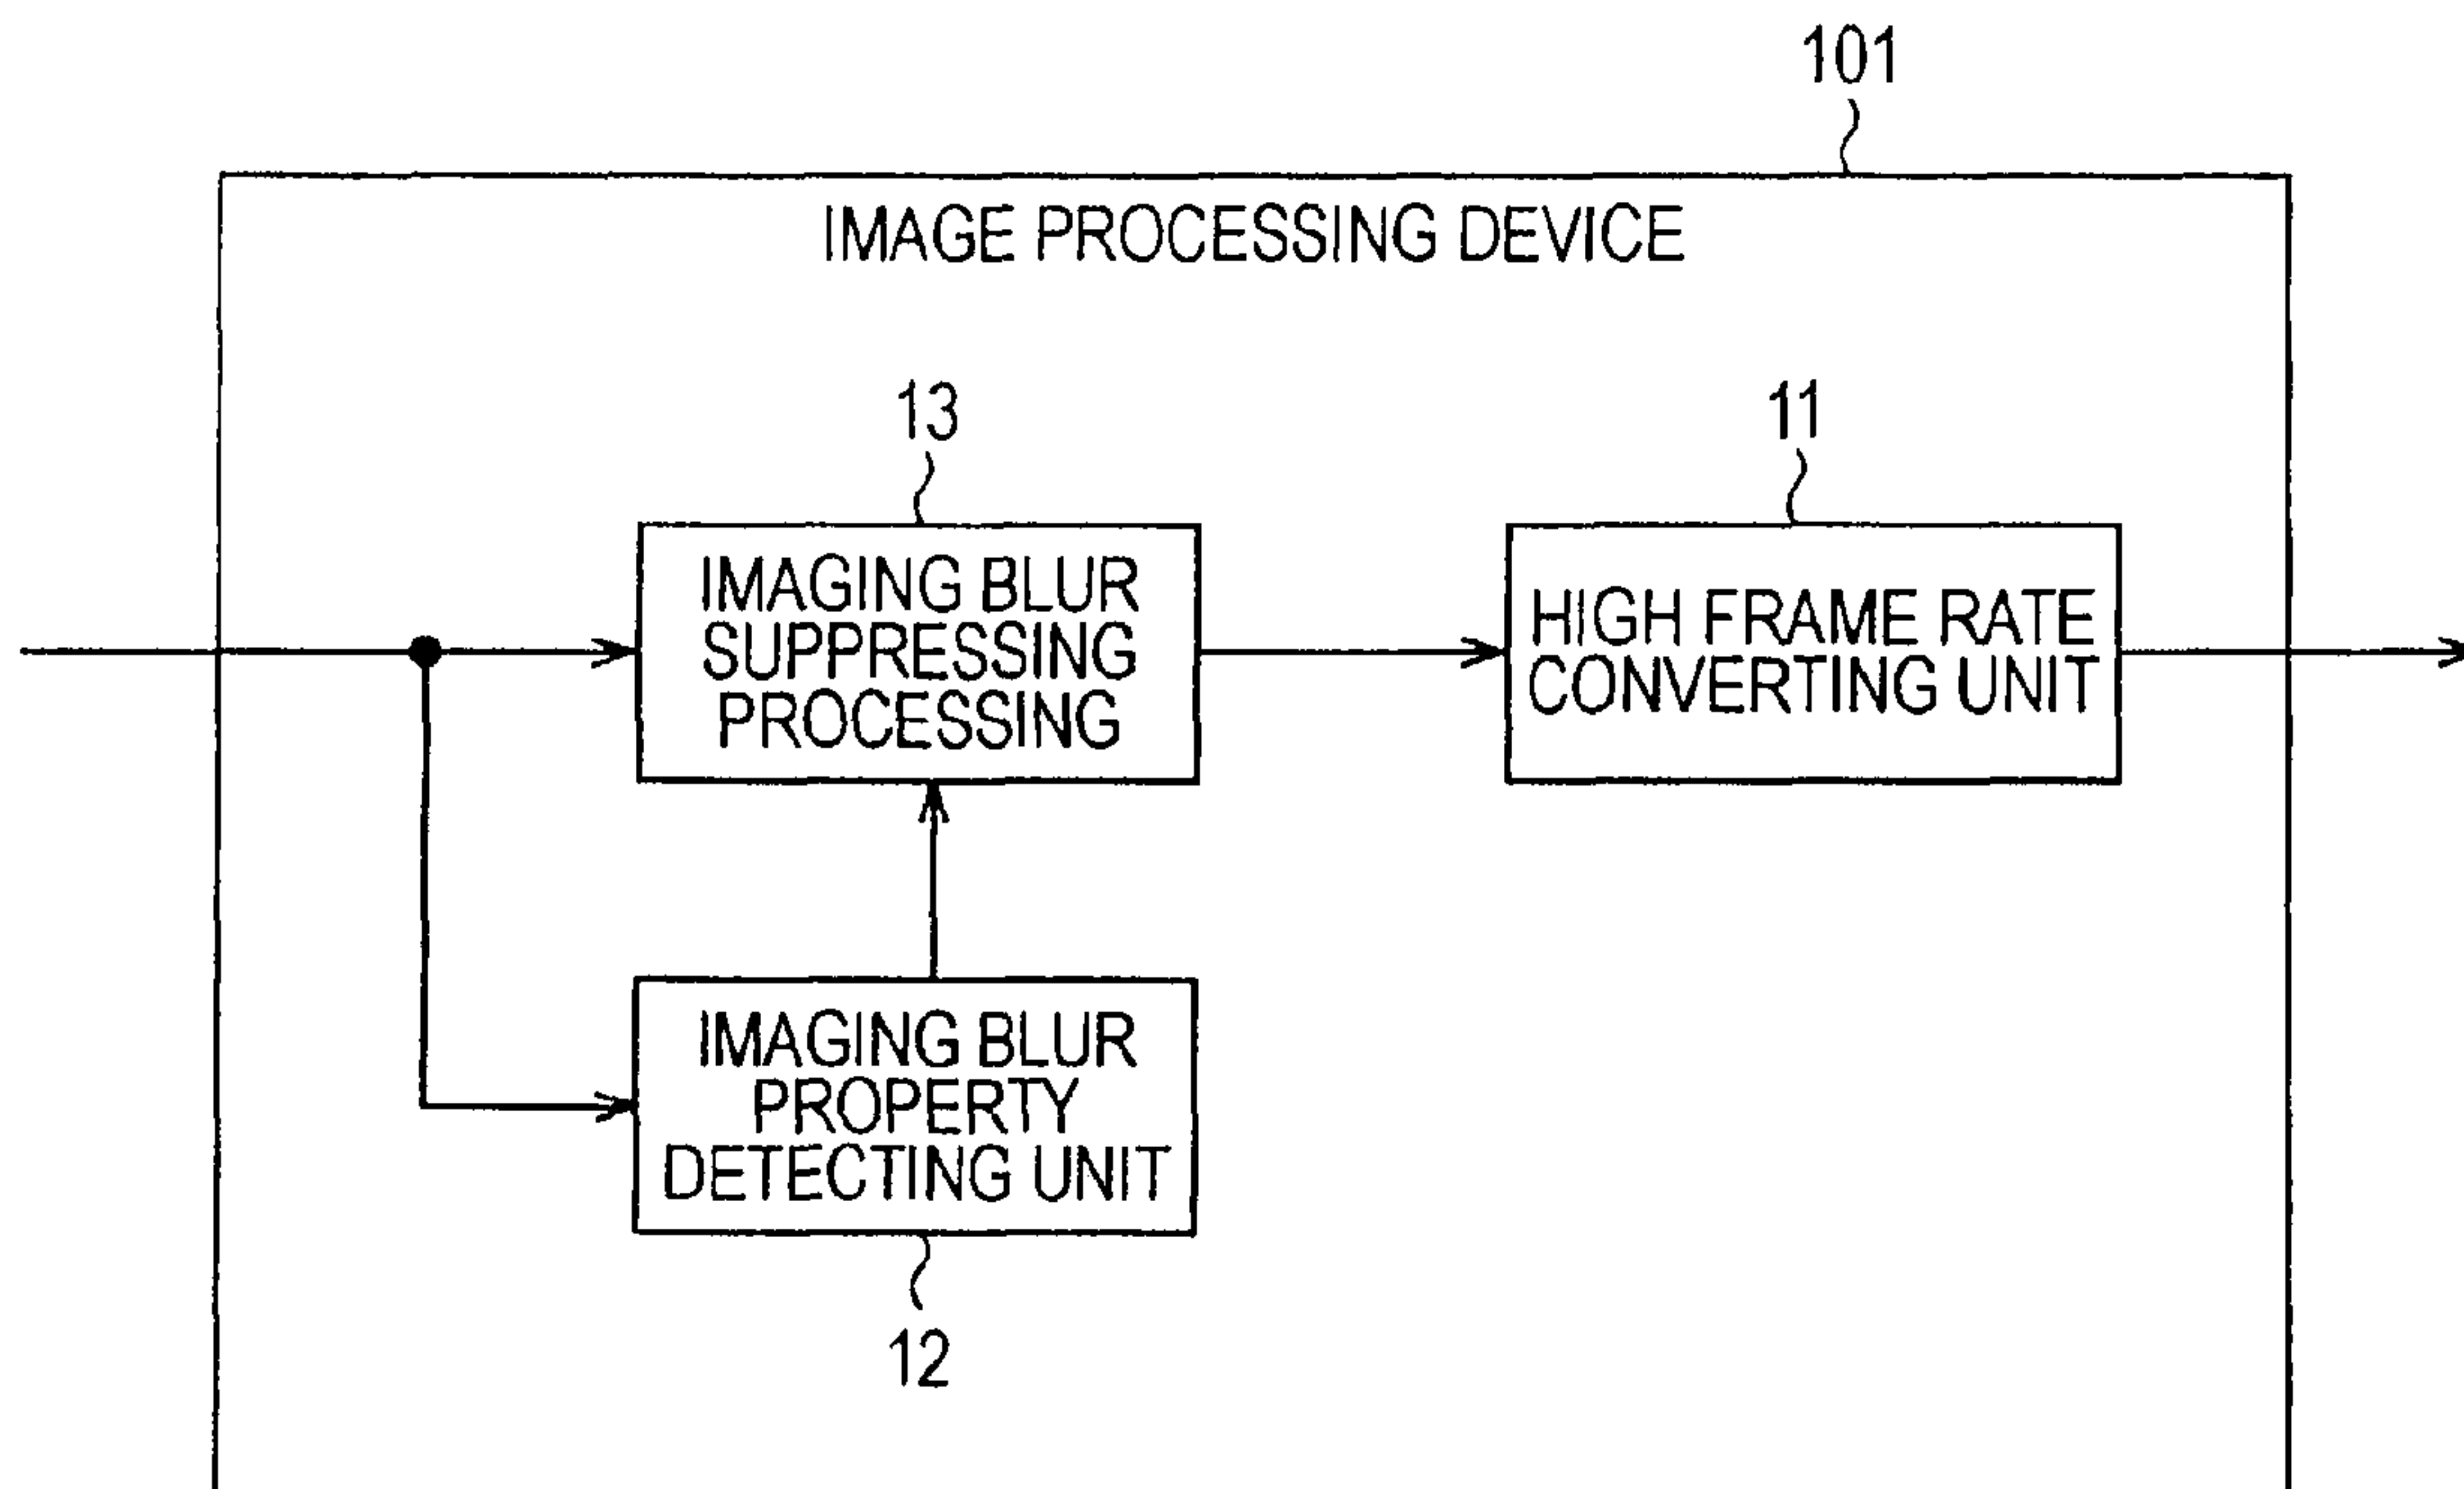 101
IMAGE PROCESSING DEVICE
13
11
IMAGING BLUR
SUPPRESSING
PROCESSING
HIGH FRAME RATE
CONVERTING UNIT
IMAGING BLUR
PROPERTY
DETECTING UNIT
12